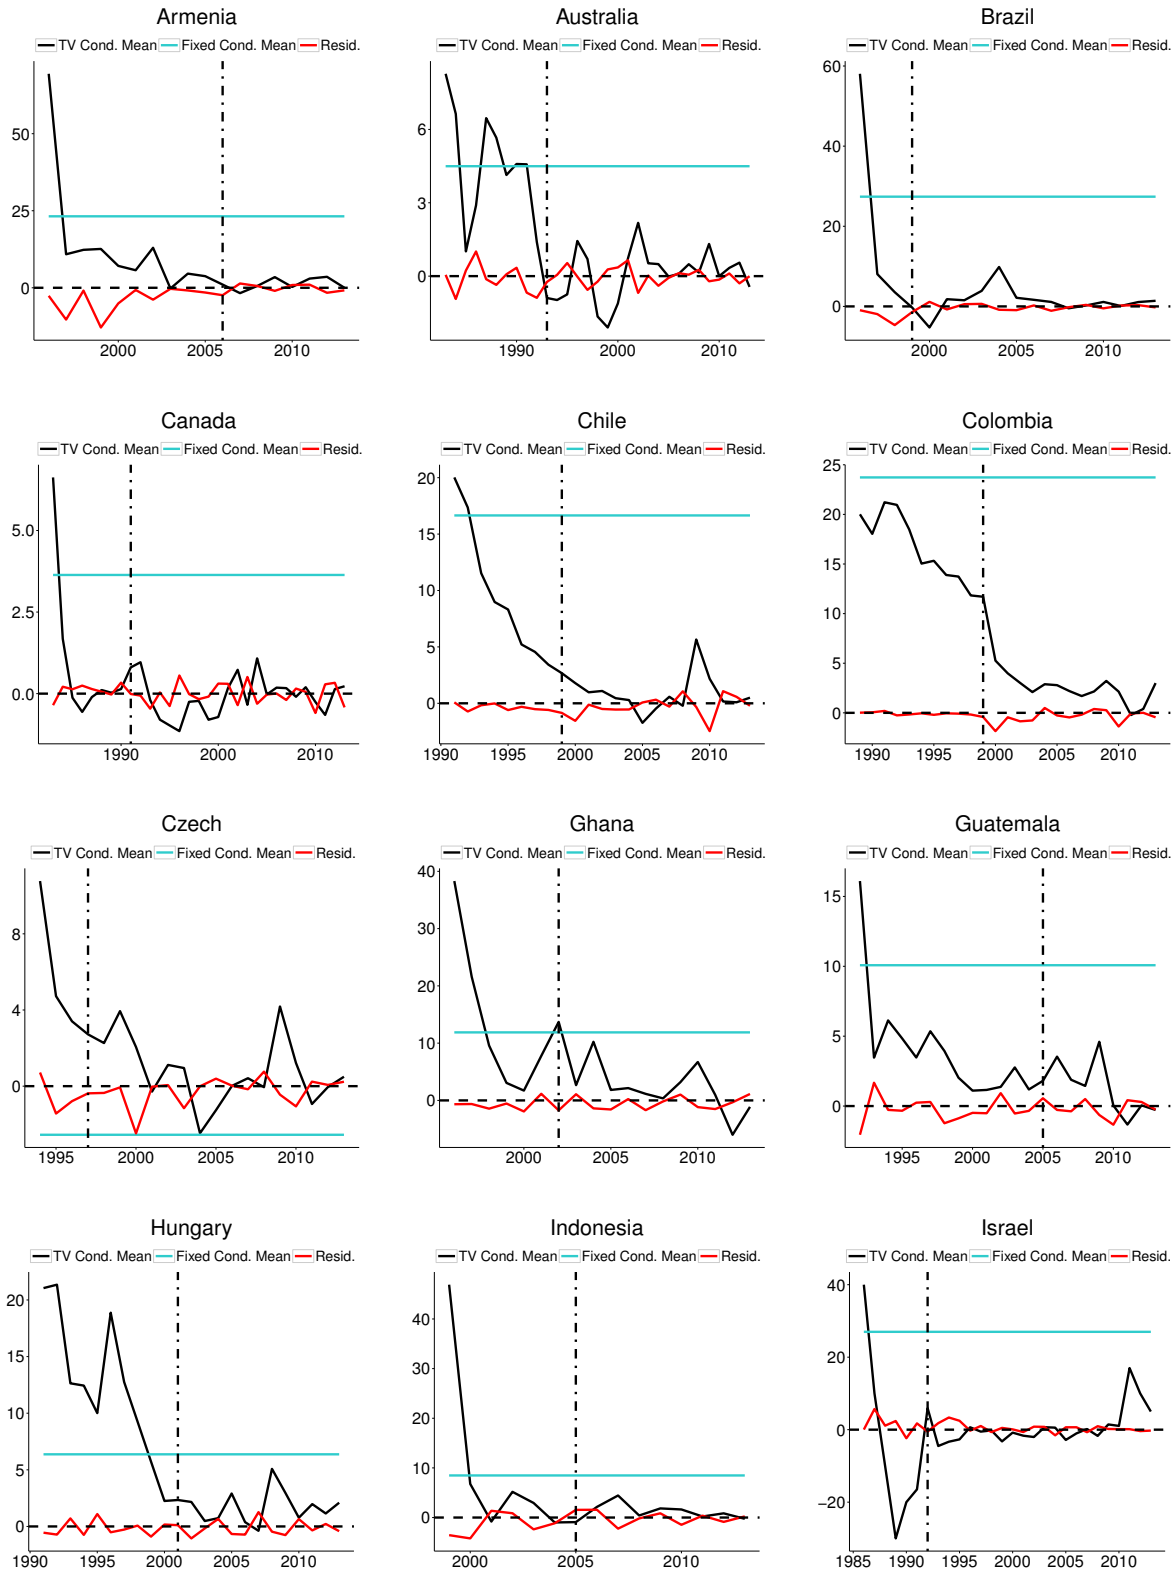 Armenia
TV Cond. Mean Fixed Cond. Mean Resid.
50
25
0
2000 2005 2010
Australia
TV Cond. Mean Fixed Cond. Mean Resid.
6
3
0
1990 2000 2010
Brazil
TV Cond. Mean Fixed Cond. Mean Resid.
60
40
20
0
2000 2005 2010
Canada
TV Cond. Mean Fixed Cond. Mean Resid.
5.0
2.5
0.0
1990 2000 2010
Chile
TV Cond. Mean Fixed Cond. Mean Resid.
20
15
10
5
0
1990 1995 2000 2005 2010
Colombia
TV Cond. Mean Fixed Cond. Mean Resid.
25
20
15
10
5
0
1990 1995 2000 2005 2010
Czech
TV Cond. Mean Fixed Cond. Mean Resid.
8
4
0
1995 2000 2005 2010
Ghana
TV Cond. Mean Fixed Cond. Mean Resid.
40
30
20
10
0
2000 2005 2010
Guatemala
TV Cond. Mean Fixed Cond. Mean Resid.
15
10
5
0
1995 2000 2005 2010
Hungary
TV Cond. Mean Fixed Cond. Mean Resid.
20
15
10
5
0
1990 1995 2000 2005 2010
Indonesia
TV Cond. Mean Fixed Cond. Mean Resid.
40
30
20
10
0
2000 2005 2010
Israel
TV Cond. Mean Fixed Cond. Mean Resid.
40
20
0
−20
1985 1990 1995 2000 2005 2010